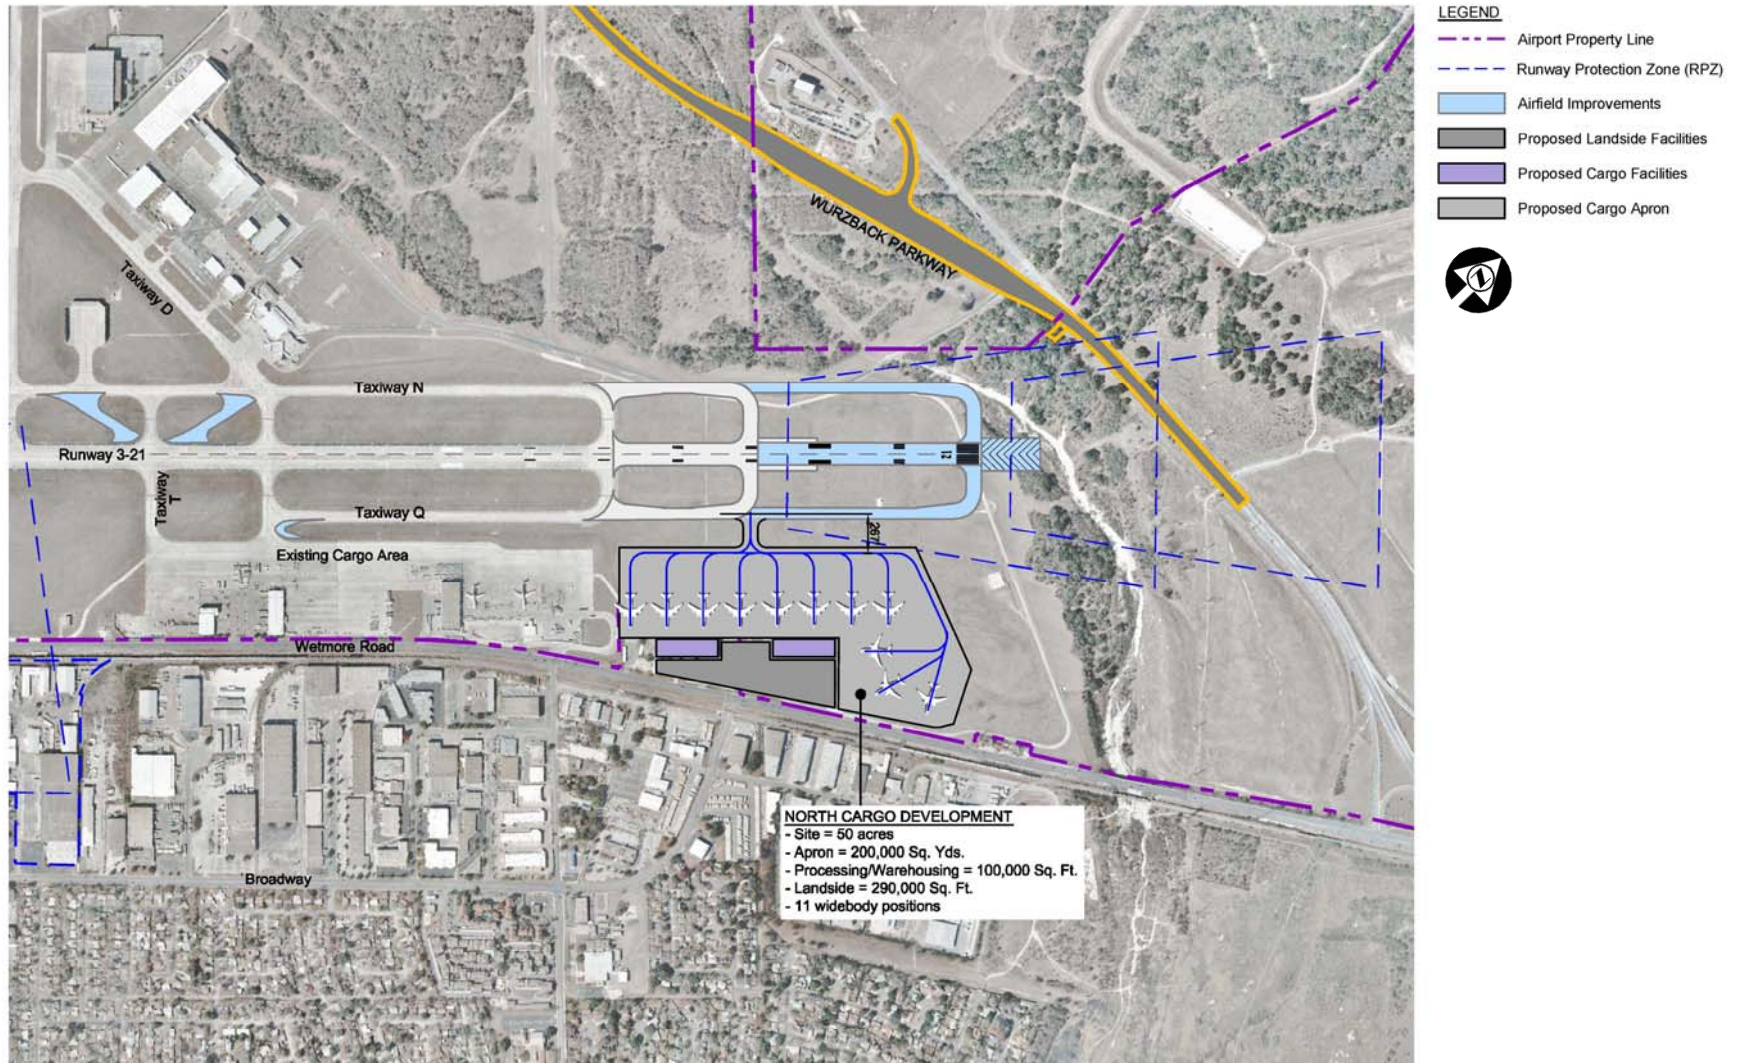 LEGEND
Airport Property Line
Runway Protection Zone (RPZ)
Airfield Improvements
Proposed Landside Facilities
Proposed Cargo Facilities
Proposed Cargo Apron
WURZBACK PARKWAY
Taxiway D
Taxiway N
Runway 3-21
21
Taxiway
T
Taxiway Q
267'
Existing Cargo Area
Wetmore Road
NORTH CARGO DEVELOPMENT
- Site = 50 acres
- Apron = 200,000 Sq. Yds.
- Processing/Warehousing = 100,000 Sq. Ft.
- Landside = 290,000 Sq. Ft.
- 11 widebody positions
Broadway